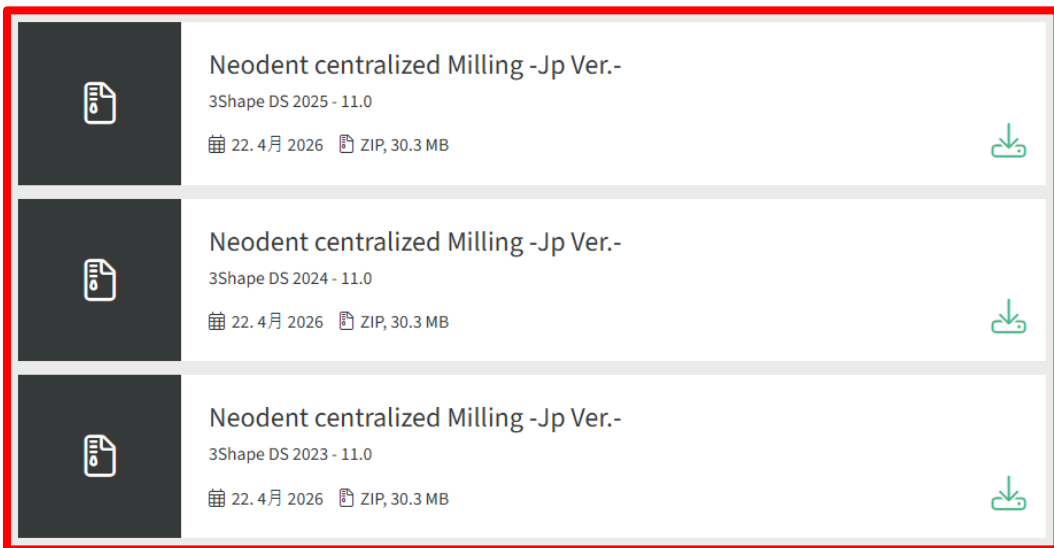 Neodent centralized Milling -Jp Ver.-
3Shape DS 2025 - 11.0
22. 4月 2026 ZIP, 30.3 MB
Neodent centralized Milling -Jp Ver.-
3Shape DS 2024 - 11.0
22. 4月 2026 ZIP, 30.3 MB
Neodent centralized Milling -Jp Ver.-
3Shape DS 2023 - 11.0
22. 4月 2026 ZIP, 30.3 MB